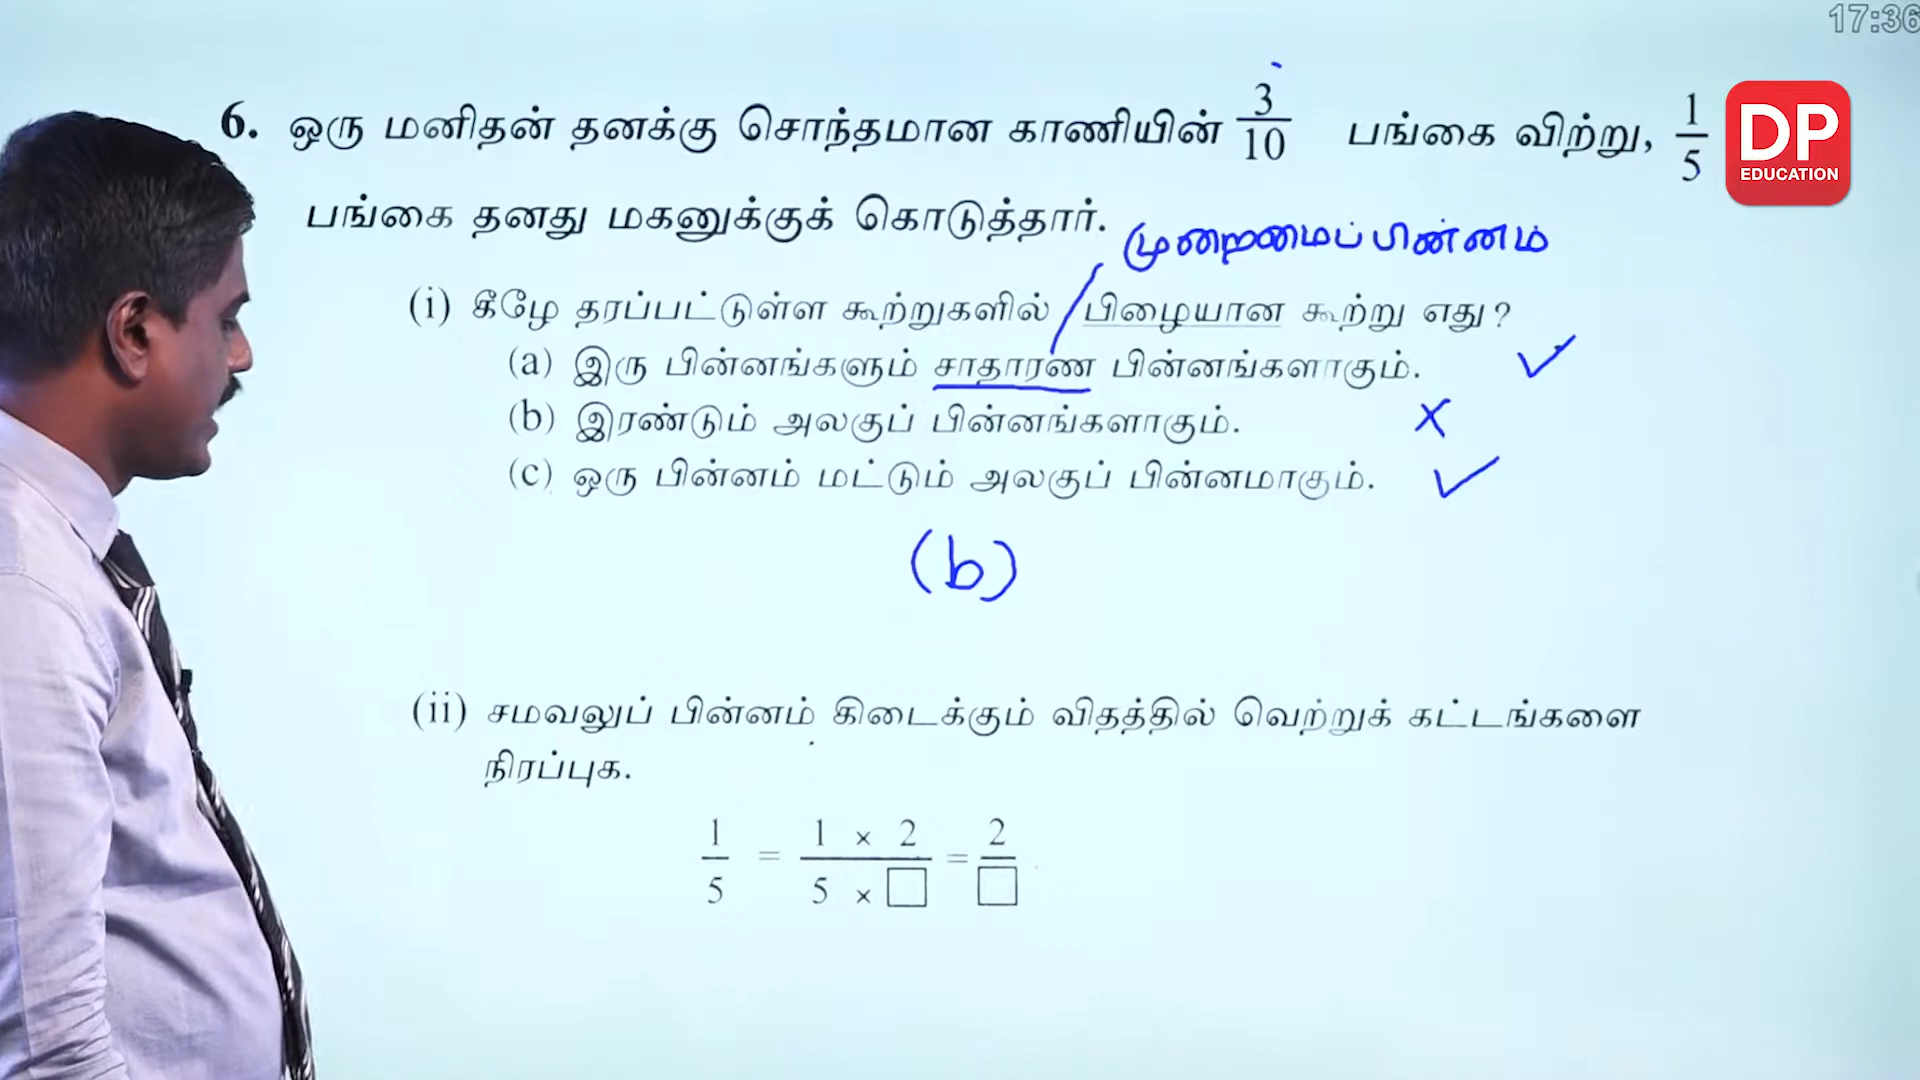 17:36
DP
EDUCATION
6. ஒரு மனிதன் தனக்கு சொந்தமான காணியின் 3/10 பங்கை விற்று, 1/5
பங்கை தனது மகனுக்குக் கொடுத்தார்.
முறைமைப்பின்னம்
(i) கீழே தரப்பட்டுள்ள கூற்றுகளில் பிழையான கூற்று எது?
(a) இரு பின்னங்களும் சாதாரண பின்னங்களாகும். ✓
(b) இரண்டும் அலகுப் பின்னங்களாகும். x
(c) ஒரு பின்னம் மட்டும் அலகுப் பின்னமாகும். ✓
(b)
(ii) சமவலுப் பின்னம் கிடைக்கும் விதத்தில் வெற்றுக் கட்டங்களை
நிரப்புக.
1/5 = (1 × 2)/(5 × □) = 2/□